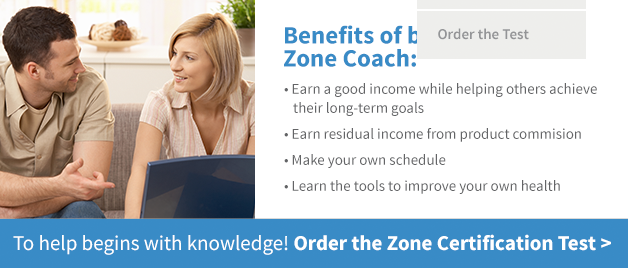 Benefits of b
Order the Test
Zone Coach:
• Earn a good income while helping others achieve
their long-term goals
• Earn residual income from product commision
• Make your own schedule
• Learn the tools to improve your own health
To help begins with knowledge! Order the Zone Certification Test >